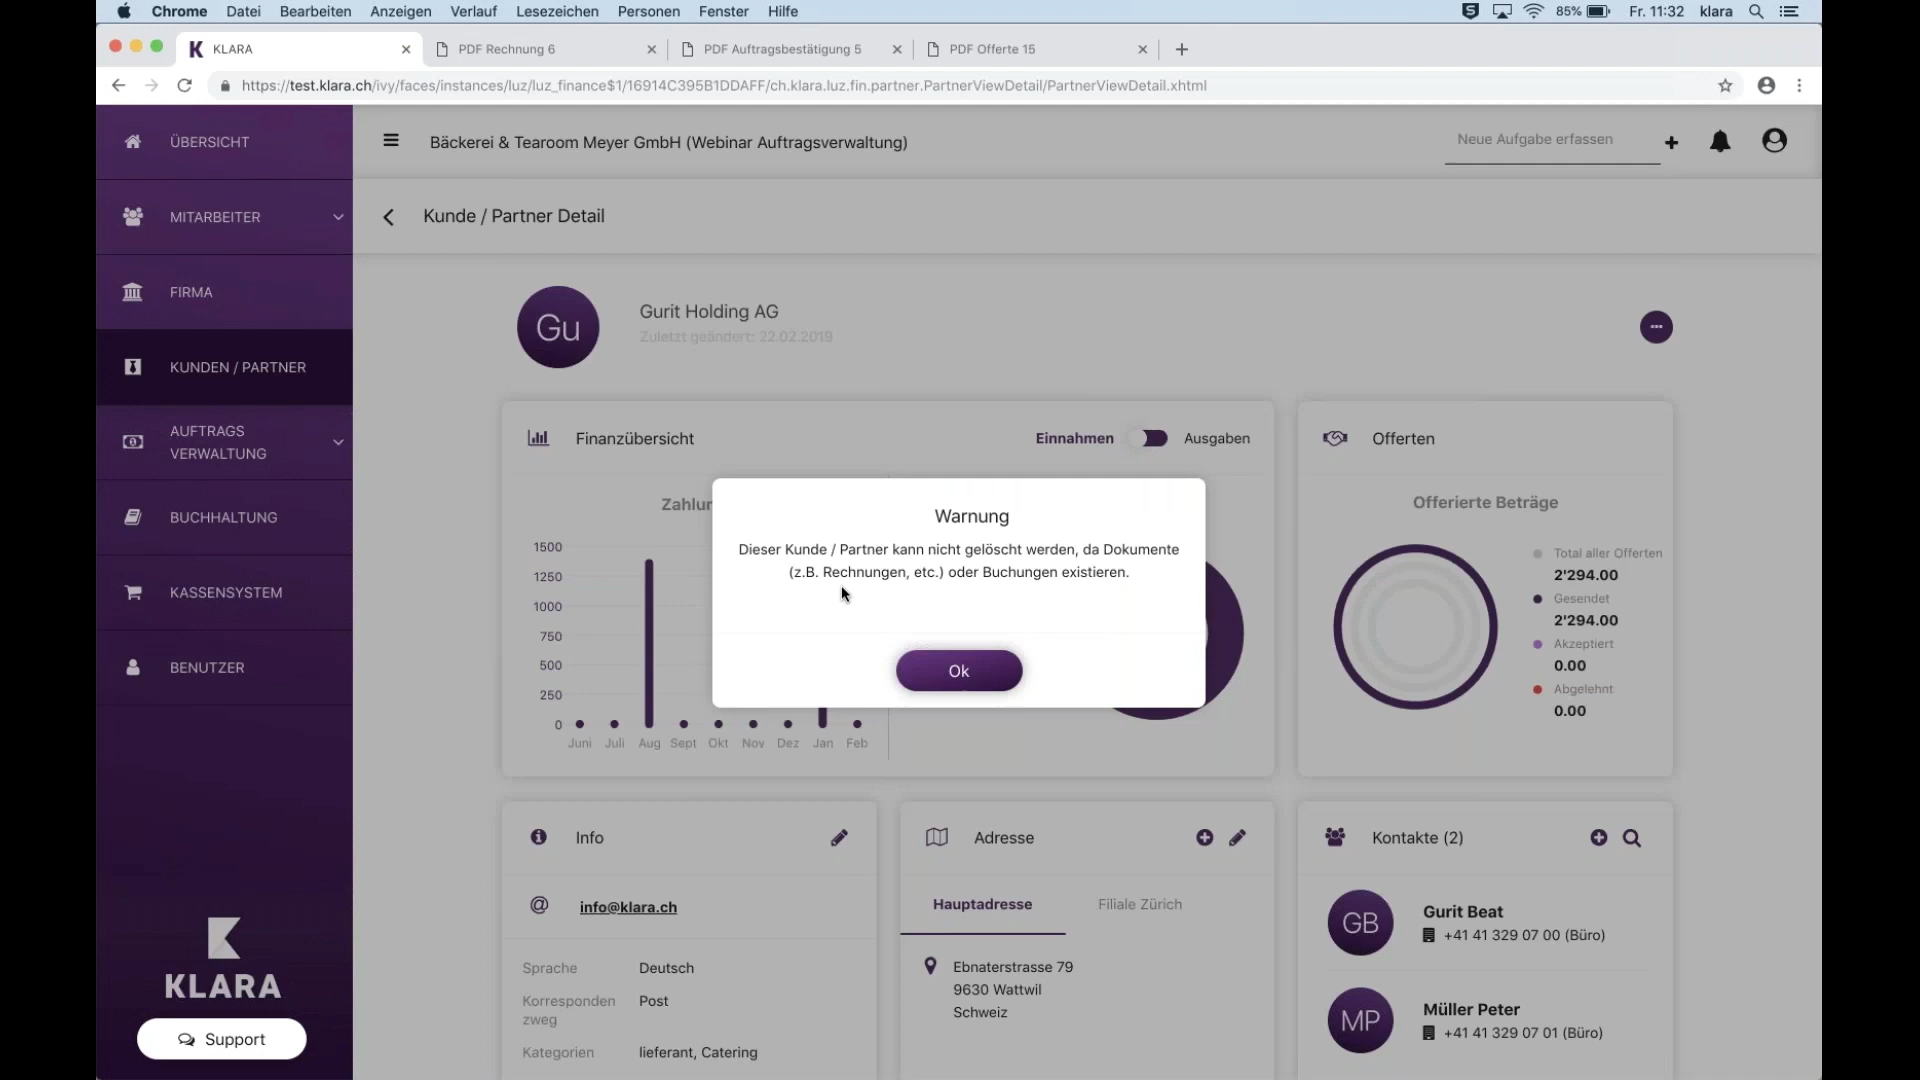 Chrome Datei Bearbeiten Anzeigen Verlauf Lesezeichen Personen Fenster Hilfe 85% Fr. 11:32 klara
KLARA PDF Rechnung 6 PDF Auftragsbestätigung 5 PDF Offerte 15
https://test.klara.ch/ivy/faces/instances/luz/luz_finance$1/16914C395B1DDAFF/ch.klara.luz.fin.partner.PartnerViewDetail/PartnerViewDetail.xhtml
ÜBERSICHT
MITARBEITER
FIRMA
KUNDEN / PARTNER
AUFTRAGS
VERWALTUNG
BUCHHALTUNG
KASSENSYSTEM
BENUTZER
KLARA
Support
Bäckerei & Tearoom Meyer GmbH (Webinar Auftragsverwaltung)
Neue Aufgabe erfassen
Kunde / Partner Detail
Gu
Gurit Holding AG
Zuletzt geändert: 22.02.2019
Finanzübersicht
Einnahmen Ausgaben
Zahlun
1500
1250
1000
750
500
250
0
Juni Juli Aug Sept Okt Nov Dez Jan Feb
Warnung
Dieser Kunde / Partner kann nicht gelöscht werden, da Dokumente
(z.B. Rechnungen, etc.) oder Buchungen existieren.
Ok
Offerten
Offerierte Beträge
Total aller Offerten
2'294.00
Gesendet
2'294.00
Akzeptiert
0.00
Abgelehnt
0.00
Info
info@klara.ch
Sprache Deutsch
Korresponden Post
zweg
Kategorien lieferant, Catering
Adresse
Hauptadresse Filiale Zürich
Ebnaterstrasse 79
9630 Wattwil
Schweiz
Kontakte (2)
GB
Gurit Beat
+41 41 329 07 00 (Büro)
MP
Müller Peter
+41 41 329 07 01 (Büro)